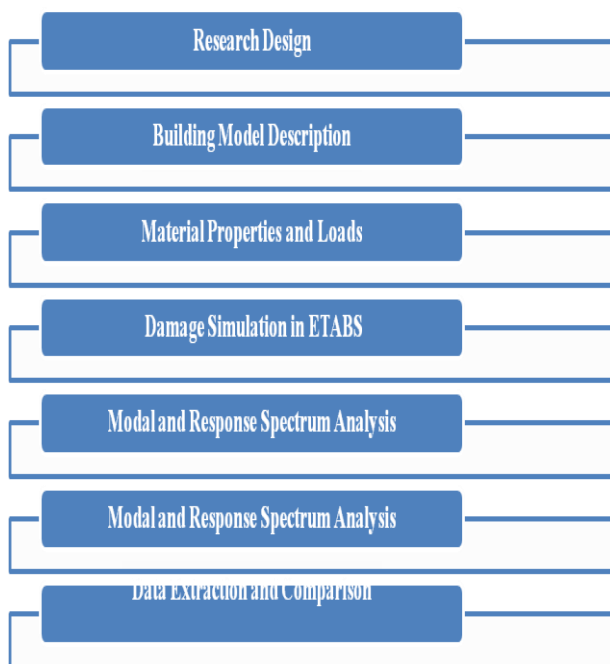 Research Design
Building Model Description
Material Properties and Loads
Damage Simulation in ETABS
Modal and Response Spectrum Analysis
Modal and Response Spectrum Analysis
Data Extraction and Comparison